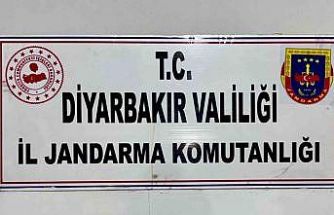 T.C.
DİYARBAKIR VALİLİĞİ
İL JANDARMA KOMUTANLIĞI